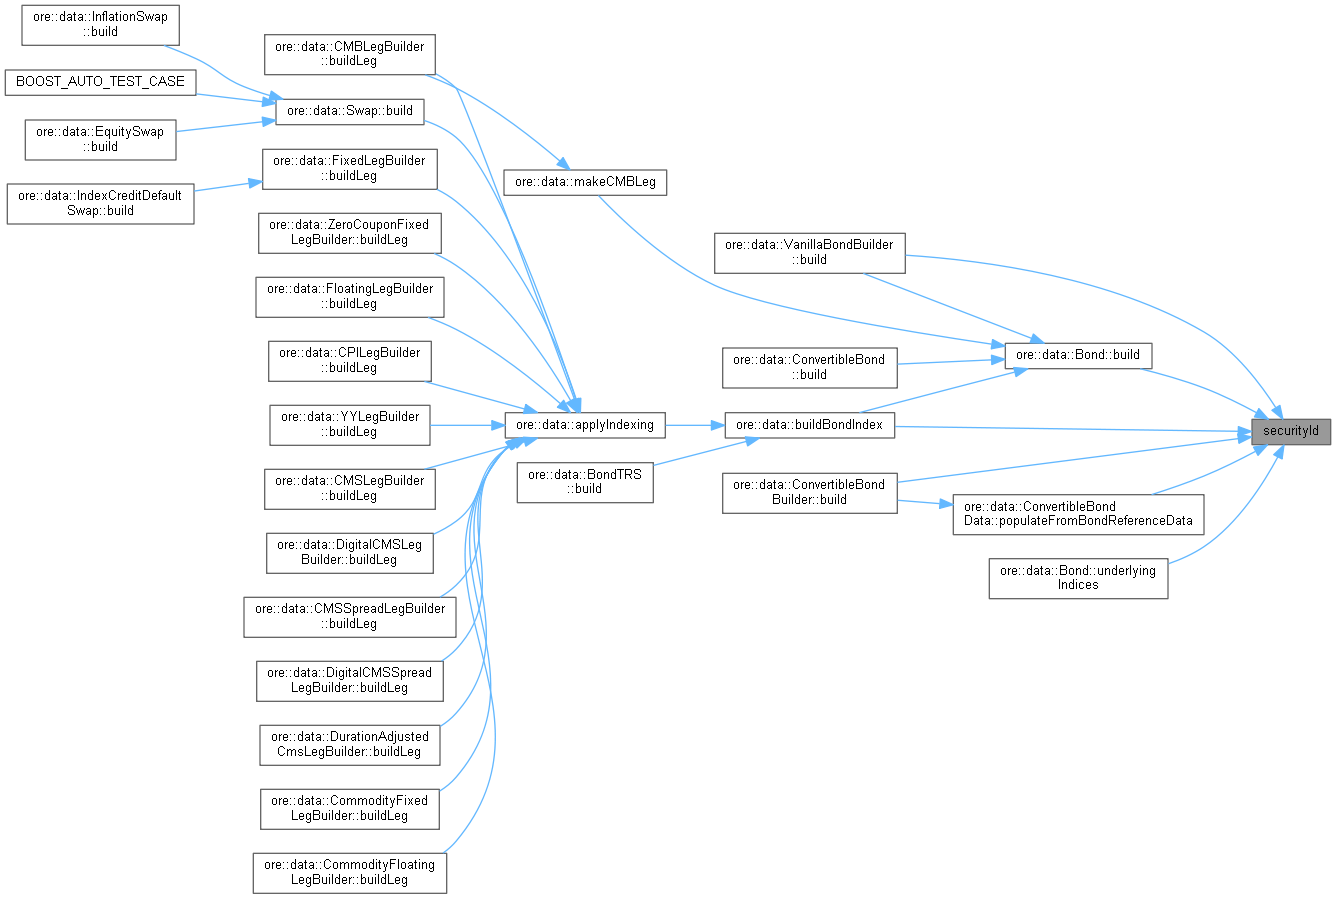 ore::data::InflationSwap
::build
BOOST_AUTO_TEST_CASE
ore::data::EquitySwap
::build
ore::data::IndexCreditDefault
Swap::build
ore::data::CMBLegBuilder
::buildLeg
ore::data::Swap::build
ore::data::FixedLegBuilder
::buildLeg
ore::data::ZeroCouponFixed
LegBuilder::buildLeg
ore::data::FloatingLegBuilder
::buildLeg
ore::data::CPILegBuilder
::buildLeg
ore::data::YYLegBuilder
::buildLeg
ore::data::CMSLegBuilder
::buildLeg
ore::data::DigitalCMSLeg
Builder::buildLeg
ore::data::CMSSpreadLegBuilder
::buildLeg
ore::data::DigitalCMSSpread
LegBuilder::buildLeg
ore::data::DurationAdjusted
CmsLegBuilder::buildLeg
ore::data::CommodityFixed
LegBuilder::buildLeg
ore::data::CommodityFloating
LegBuilder::buildLeg
ore::data::makeCMBLeg
ore::data::applyIndexing
ore::data::BondTRS
::build
ore::data::VanillaBondBuilder
::build
ore::data::ConvertibleBond
::build
ore::data::buildBondIndex
ore::data::ConvertibleBond
Builder::build
ore::data::Bond::build
ore::data::ConvertibleBond
Data::populateFromBondReferenceData
ore::data::Bond::underlying
Indices
securityId